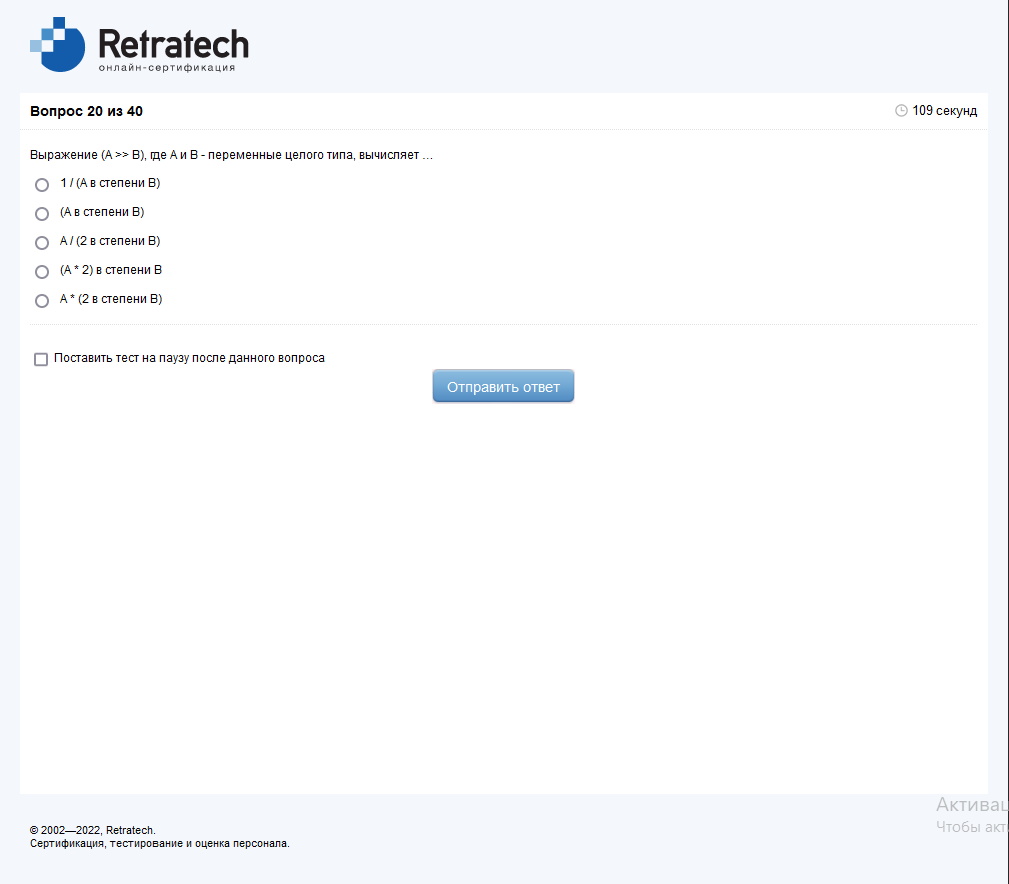 Retratech
онлайн-сертификация
Вопрос 20 из 40
109 секунд
Выражение (A >> B), где A и B - переменные целого типа, вычисляет ...
1 / (A в степени B)
(A в степени B)
A / (2 в степени B)
(A * 2) в степени B
A * (2 в степени B)
Поставить тест на паузу после данного вопроса
Отправить ответ
Активац
Чтобы акти
© 2002—2022, Retratech.
Сертификация, тестирование и оценка персонала.